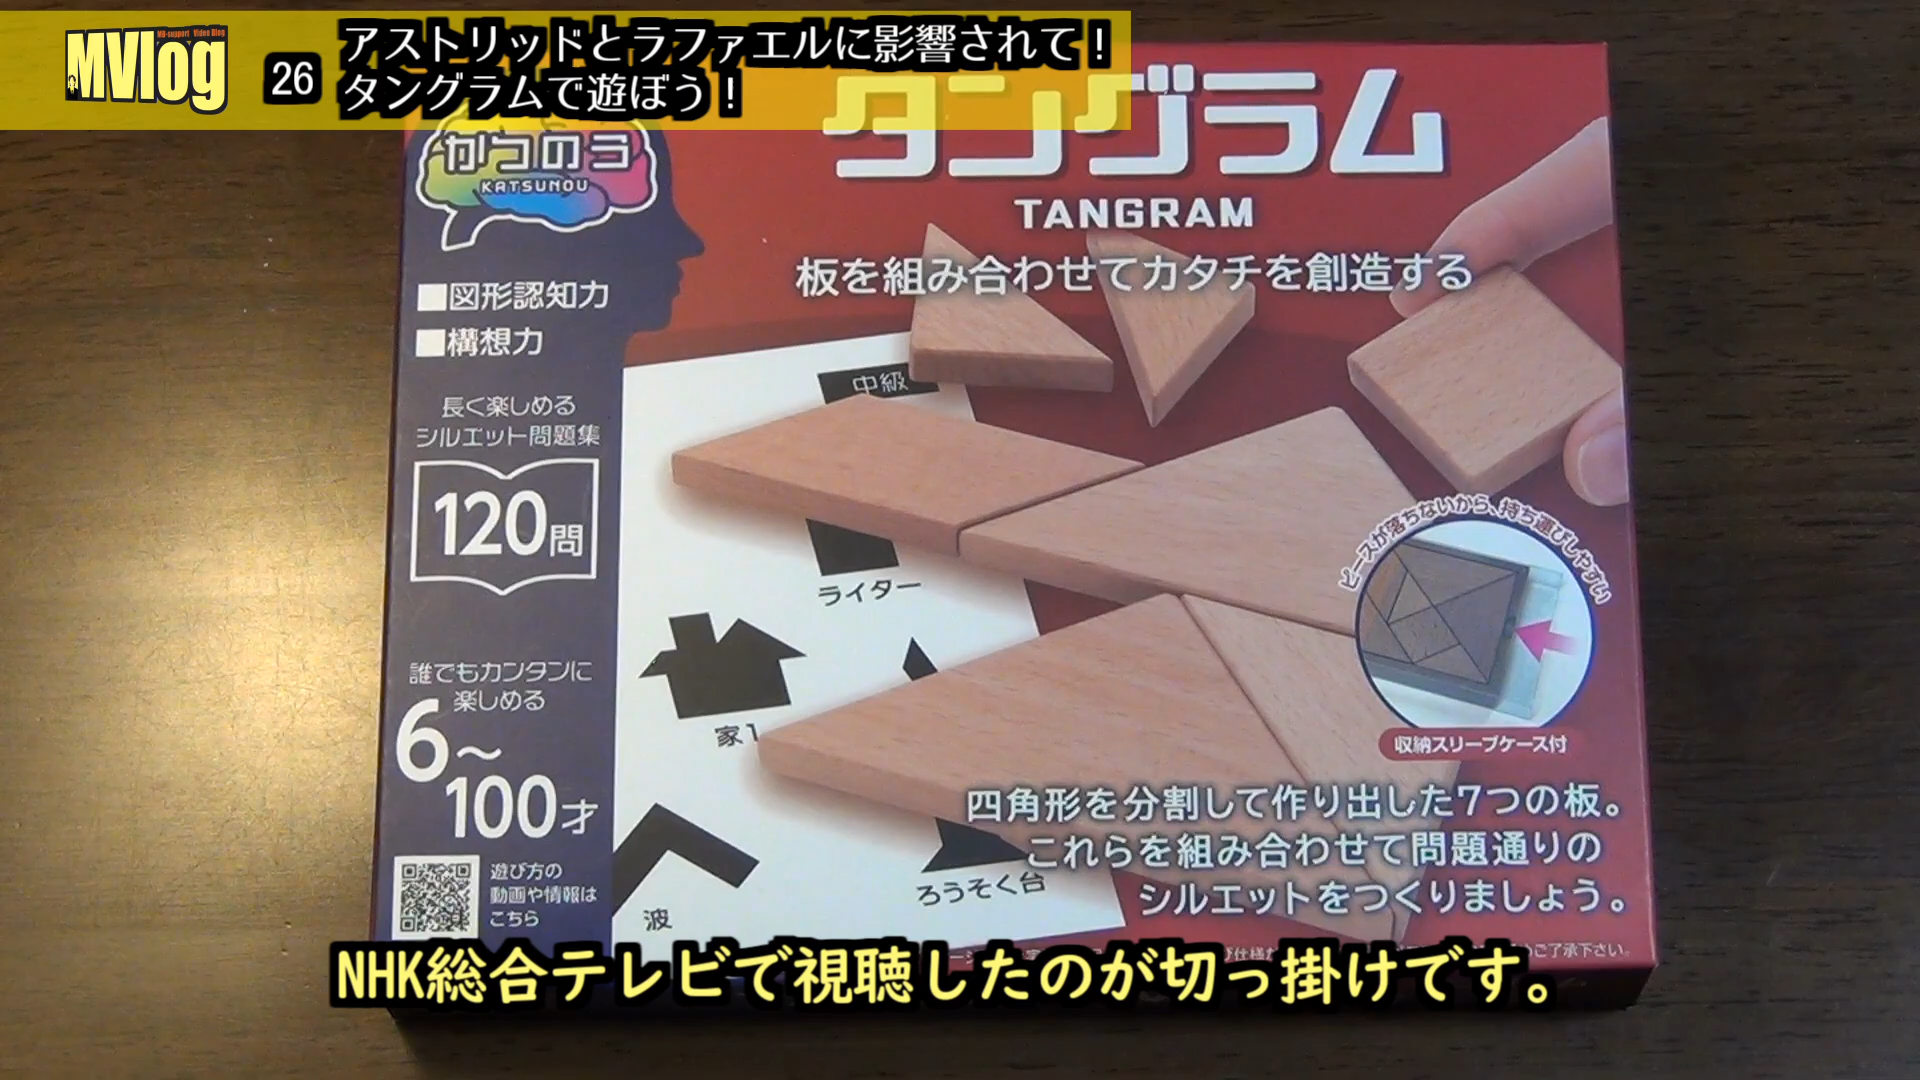 MVlog
MB-support Video Blog
26
アストリッドとラファエルに影響されて！
タングラムで遊ぼう！
かつのう
KATSUNOU
タングラム
TANGRAM
板を組み合わせてカタチを創造する
■図形認知力
■構想力
長く楽しめる
シルエット問題集
120問
誰でもカンタンに
楽しめる
6～
100才
遊び方の
動画や情報は
こちら
中級
ライター
家1
波
ろうそく台
ピースが落ちないから、持ち運びしやすい
収納スリーブケース付
四角形を分割して作り出した7つの板。
これらを組み合わせて問題通りの
シルエットをつくりましょう。
ご了承下さい。
NHK総合テレビで視聴したのが切っ掛けです。